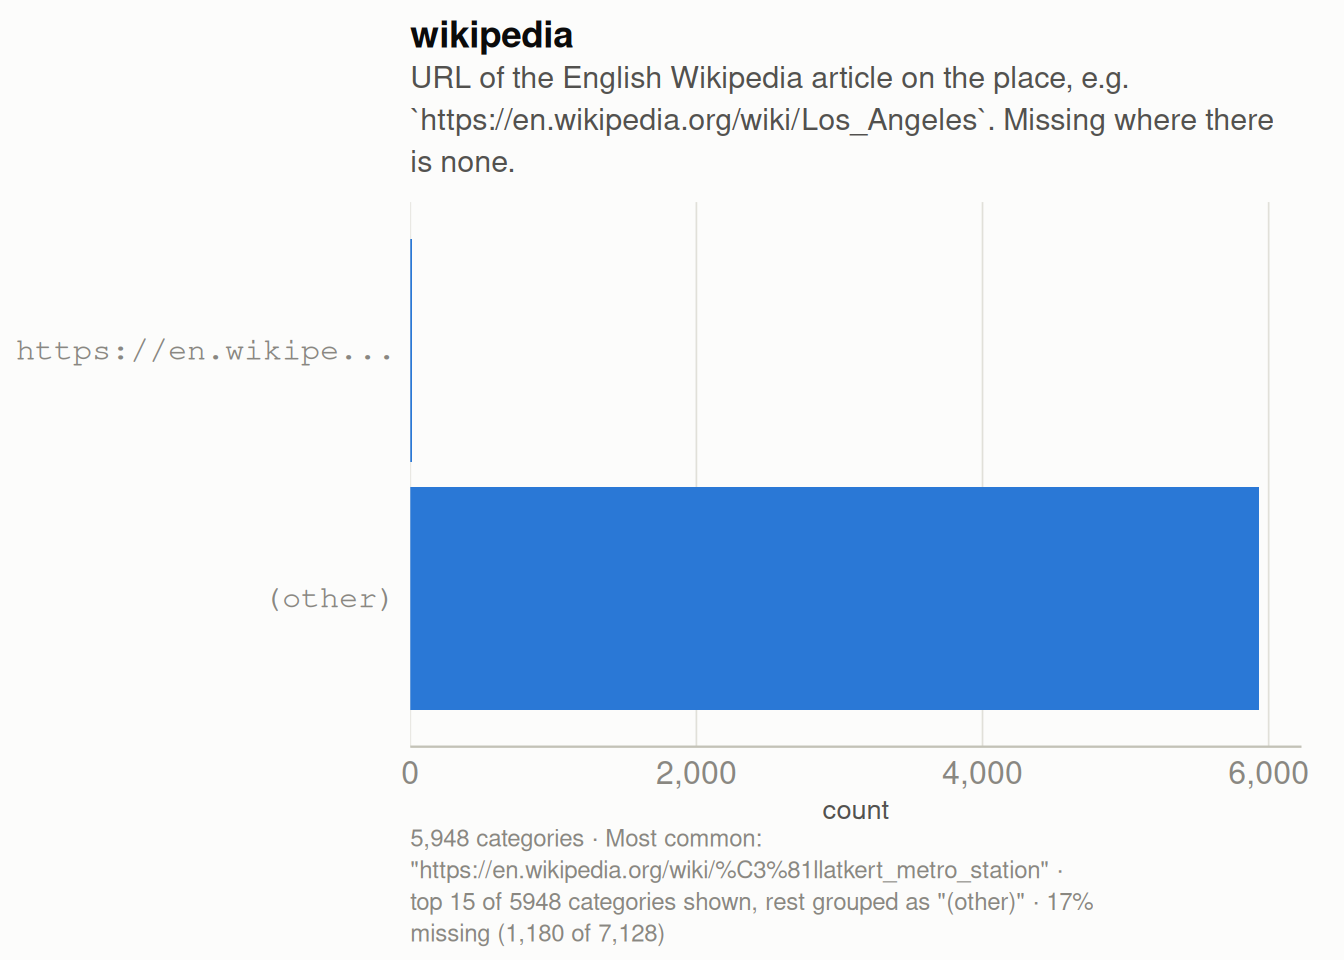 wikipedia
URL of the English Wikipedia article on the place, e.g.
`https://en.wikipedia.org/wiki/Los_Angeles`. Missing where there
is none.
https://en.wikipe...
(other)
0 2,000 4,000 6,000
count
5,948 categories · Most common:
"https://en.wikipedia.org/wiki/%C3%81llatkert_metro_station" ·
top 15 of 5948 categories shown, rest grouped as "(other)" · 17%
missing (1,180 of 7,128)